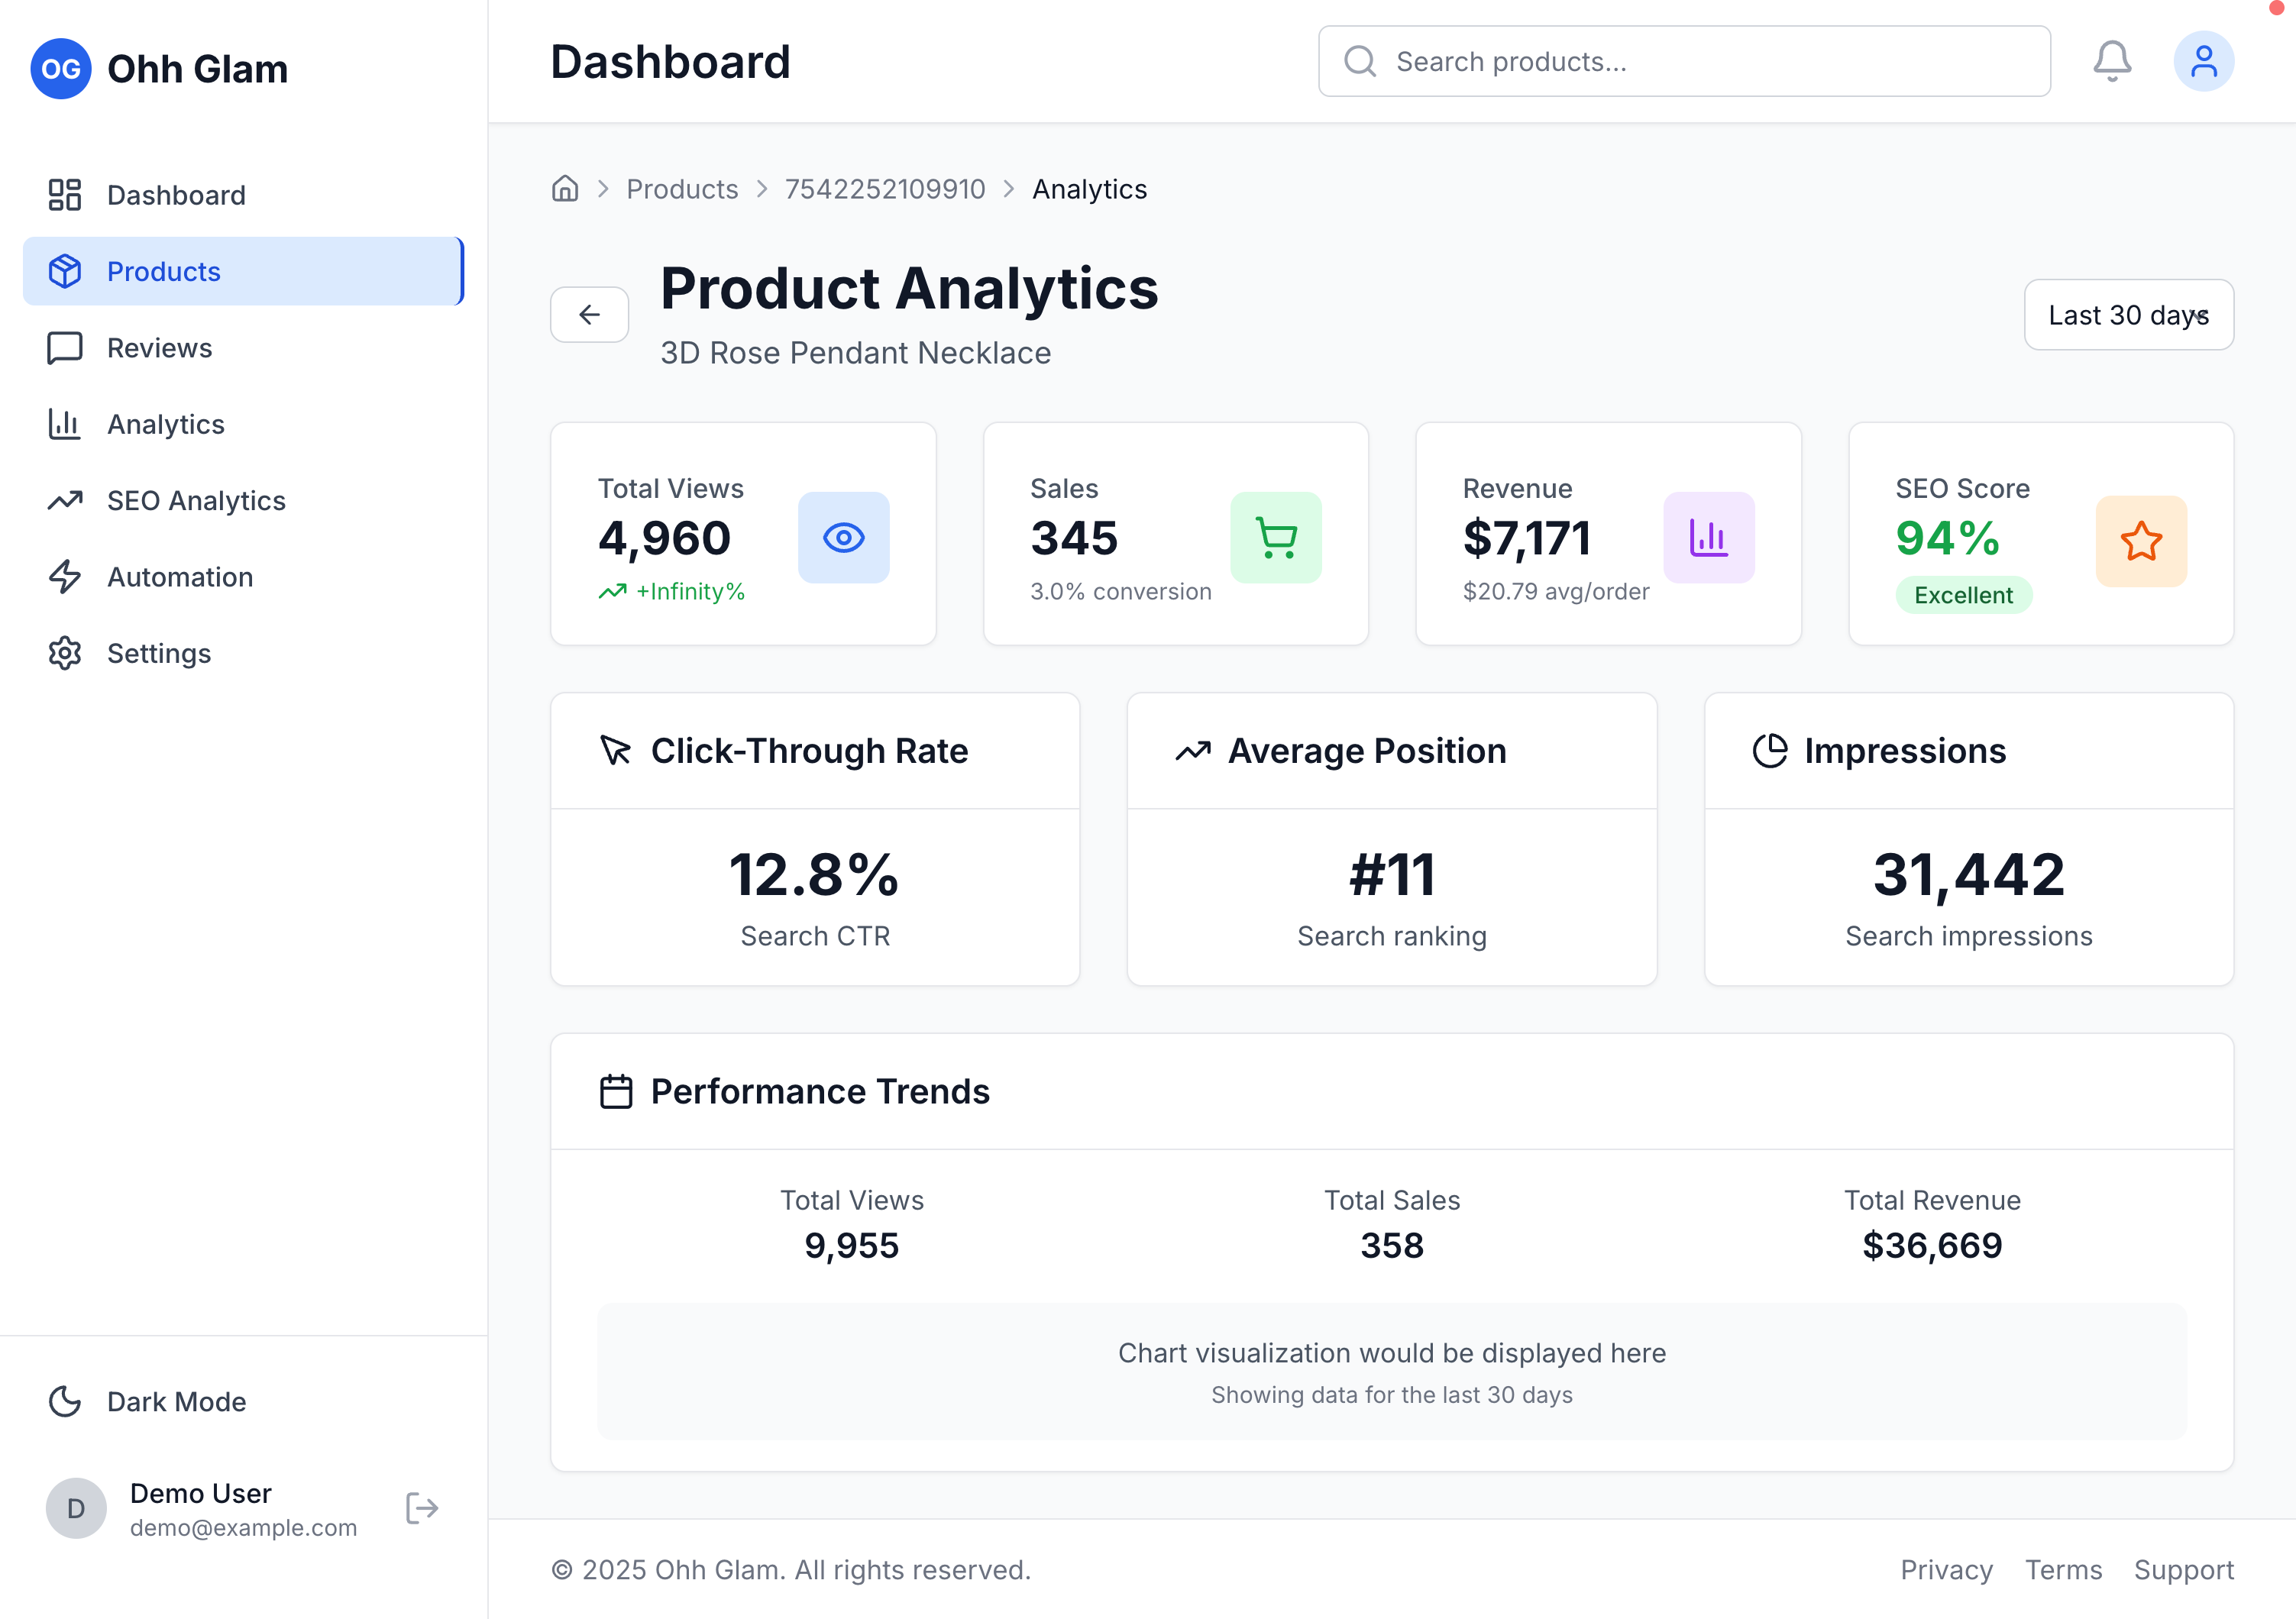 OG Ohh Glam
Dashboard
Products
Reviews
Analytics
SEO Analytics
Automation
Settings
Dark Mode
D
Demo User
demo@example.com
Dashboard
Search products...
Products 7542252109910 Analytics
Product Analytics
3D Rose Pendant Necklace
Last 30 days
Total Views
4,960
+Infinity%
Sales
345
3.0% conversion
Revenue
$7,171
$20.79 avg/order
SEO Score
94%
Excellent
Click-Through Rate
12.8%
Search CTR
Average Position
#11
Search ranking
Impressions
31,442
Search impressions
Performance Trends
Total Views
9,955
Total Sales
358
Total Revenue
$36,669
Chart visualization would be displayed here
Showing data for the last 30 days
© 2025 Ohh Glam. All rights reserved.
Privacy Terms Support